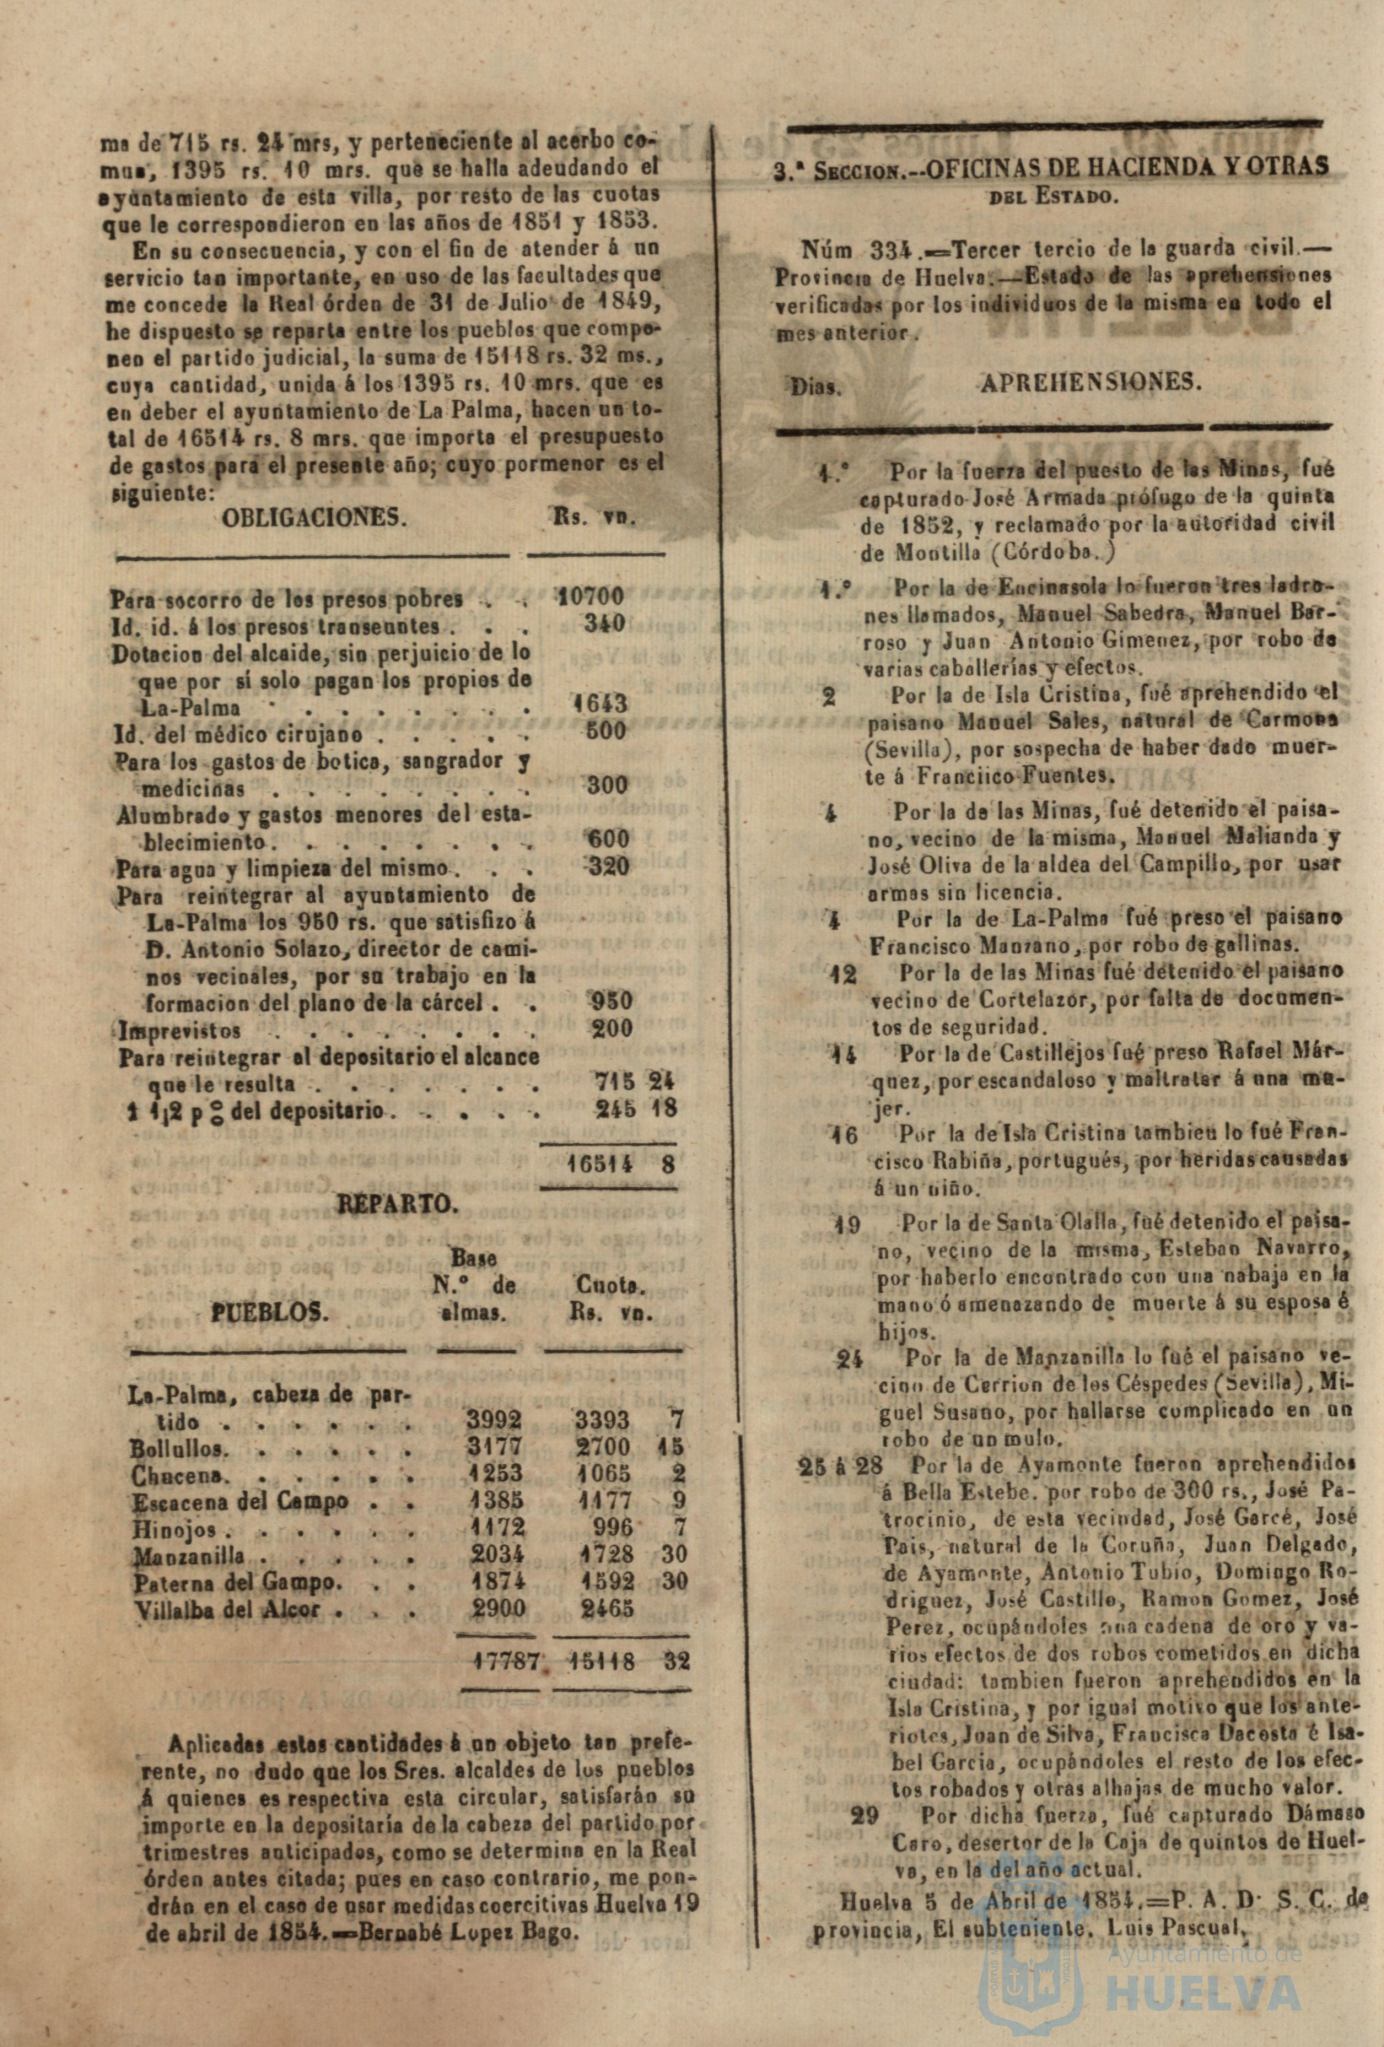 ma de 715 rs. 24 mrs, y perteneciente al acerbo co-
mun, 1395 rs. 10 mrs. que se halla adeudando el
ayuntamiento de esta villa, por resto de las cuotas
que le correspondieron en las años de 1851 y 1853.
En su consecuencia, y con el fin de atender á un
servicio tan importante, en uso de las facultades que
me concede la Real órden de 31 de Julio de 1849,
he dispuesto se reparta entre los pueblos que compo-
nen el partido judicial, la suma de 15118 rs. 32 ms.,
cuya cantidad, unida á los 1395 rs. 10 mrs. que es
en deber el ayuntamiento de La Palma, hacen un to-
tal de 16514 rs. 8 mrs. que importa el presupuesto
de gastos para el presente año; cuyo pormenor es el
siguiente:
OBLIGACIONES. Rs. vn.
Para socorro de los presos pobres . . 10700
Id. id. á los presos transeuntes . . . 340
Dotacion del alcaide, sin perjuicio de lo
que por sí solo pagan los propios de
La-Palma . . . . . . . . 1643
Id. del médico cirujano . . . . . 500
Para los gastos de botica, sangrador y
medicinas . . . . . . . . 300
Alumbrado y gastos menores del esta-
blecimiento. . . . . . . . 600
Para agua y limpieza del mismo. . . 320
Para reintegrar al ayuntamiento de
La-Palma los 950 rs. que satisfizo á
D. Antonio Solazo, director de cami-
nos vecinales, por su trabajo en la
formacion del plano de la cárcel . . 950
Imprevistos . . . . . . . . 200
Para reintegrar al depositario el alcance
que le resulta . . . . . . . 715 24
1 1¡2 p % del depositario . . . . . 245 18
16514 8
REPARTO.
Base
N.º de Cuota.
PUEBLOS. almas. Rs. vn.
La-Palma, cabeza de par-
tido . . . . . . 3992 3393 7
Bollullos. . . . . . 3177 2700 15
Chucena. . . . . . 1253 1065 2
Escacena del Campo . . 1385 1177 9
Hinojos . . . . . . 1172 996 7
Manzanilla . . . . . 2034 1728 30
Paterna del Gampo. . . 1874 1592 30
Villalba del Alcor . . . 2900 2465
17787. 15118 32
Aplicadas estas cantidades á un objeto tan prefe-
rente, no dudo que los Sres. alcaldes de los pueblos
á quienes es respectiva esta circular, satisfarán su
importe en la depositaría de la cabeza del partido por
trimestres anticipados, como se determina en la Real
órden antes citada; pues en caso contrario, me pon-
drán en el caso de usar medidas coercitivas Huelva 19
de abril de 1854.=Bernabé Lopez Bago.
3.ª SECCION.--OFICINAS DE HACIENDA Y OTRAS
DEL ESTADO.
Núm 334.=Tercer tercio de la guarda civil.—
Provincia de Huelva.—Estado de las aprehensiones
verificadas por los individuos de la misma en todo el
mes anterior.
Dias. APREHENSIONES.
1.º Por la fuerza del puesto de las Minas, fué
capturado José Armada prófugo de la quinta
de 1852, y reclamado por la autoridad civil
de Montilla (Córdoba.)
1.º Por la de Encinasola lo fueron tres ladro-
nes llamados, Manuel Sabedra, Manuel Bar-
roso y Juan Antonio Gimenez, por robo de
varias caballerías y efectos.
2 Por la de Isla Cristina, fué aprehendido el
paisano Manuel Sales, natural de Carmona
(Sevilla), por sospecha de haber dado muer-
te á Franciico Fuentes.
4 Por la de las Minas, fué detenido el paisa-
no, vecino de la misma, Manuel Malianda y
José Oliva de la aldea del Campillo, por usar
armas sin licencia.
4 Por la de La-Palma fué preso el paisano
Francisco Manzano, por robo de gallinas.
12 Por la de las Minas fué detenido el paisano
vecino de Cortelazor, por falta de documen-
tos de seguridad.
14 Por la de Castillejos fué preso Rafael Már-
quez, por escandaloso y maltratar á una mu-
jer.
16 Por la de Isla Cristina tambien lo fué Fran-
cisco Rabiña, portugués, por heridas causadas
á un niño.
19 Por la de Santa Olalla, fué detenido el paisa-
no, vecino de la misma, Esteban Navarro,
por haberlo encontrado con una nabaja en la
mano ó amenazando de muerte á su esposa é
hijos.
24 Por la de Manzanilla lo fué el paisano ve-
cino de Cerrion de los Céspedes (Sevilla), Mi-
guel Susano, por hallarse complicado en un
robo de un mulo.
25 á 28 Por la de Ayamonte fueron aprehendidos
á Bella Estebe. por robo de 300 rs., José Pa-
trocinio, de esta vecindad, José Garcé, José
Pais, natural de la Coruña, Juan Delgado,
de Ayamonte, Antonio Tubio, Domingo Ro-
driguez, José Castillo, Ramon Gomez, José
Perez, ocupándoles una cadena de oro y va-
rios efectos de dos robos cometidos en dicha
ciudad: tambien fueron aprehendidos en la
Isla Cristina, y por igual motivo que los ante-
riotes, Juan de Silva, Francisca Dacosta é Isa-
bel Garcia, ocupándoles el resto de los efec-
tos robados y otras alhajas de mucho valor.
29 Por dicha fuerza, fué capturado Dámaso
Caro, desertor de la Caja de quintos de Huel-
va, en la del año actual.
Huelva 5 de Abril de 1854.=P. A. D. S. C. de
provincia, El subteniente, Luis Pascual.
Ayuntamiento de
HUELVA